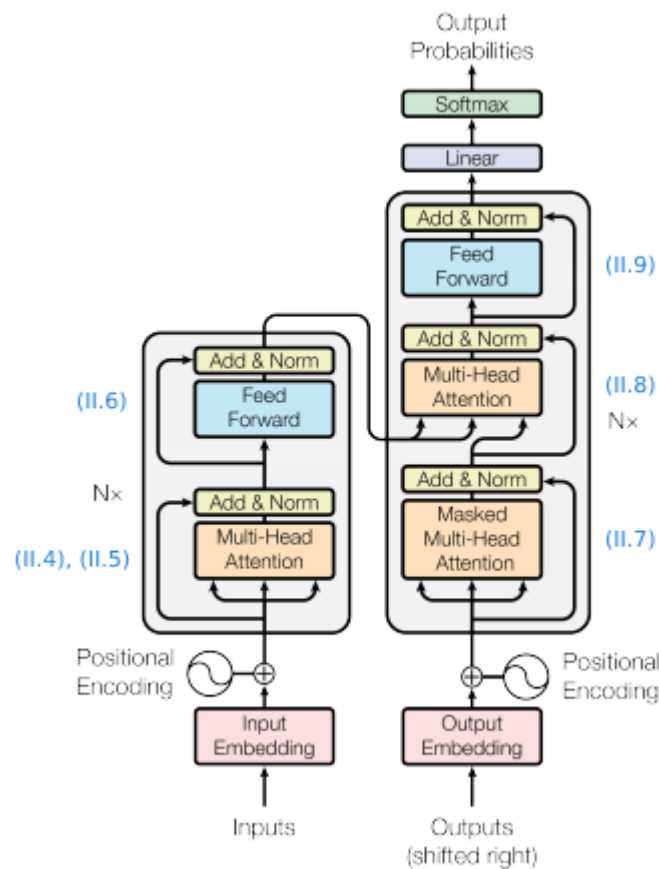 Output
Probabilities
Softmax
Linear
Add & Norm
Feed
Forward
(II.9)
Add & Norm
Multi-Head
Attention
(II.8)
N×
Add & Norm
Masked
Multi-Head
Attention
(II.7)
Add & Norm
Feed
Forward
(II.6)
N×
Add & Norm
Multi-Head
Attention
(II.4), (II.5)
Positional
Encoding
Positional
Encoding
Input
Embedding
Output
Embedding
Inputs
Outputs
(shifted right)